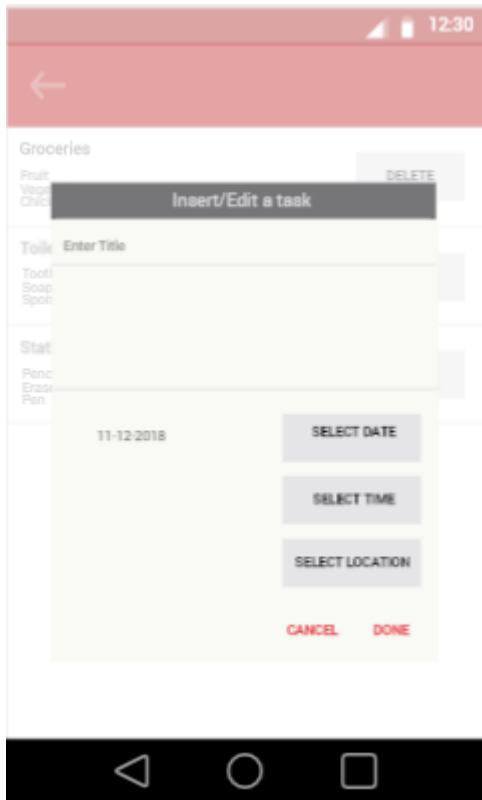 12:30
Groceries
Fruit
DELETE
Insert/Edit a task
Enter Title
11-12-2018
SELECT DATE
SELECT TIME
SELECT LOCATION
CANCEL DONE
Pen